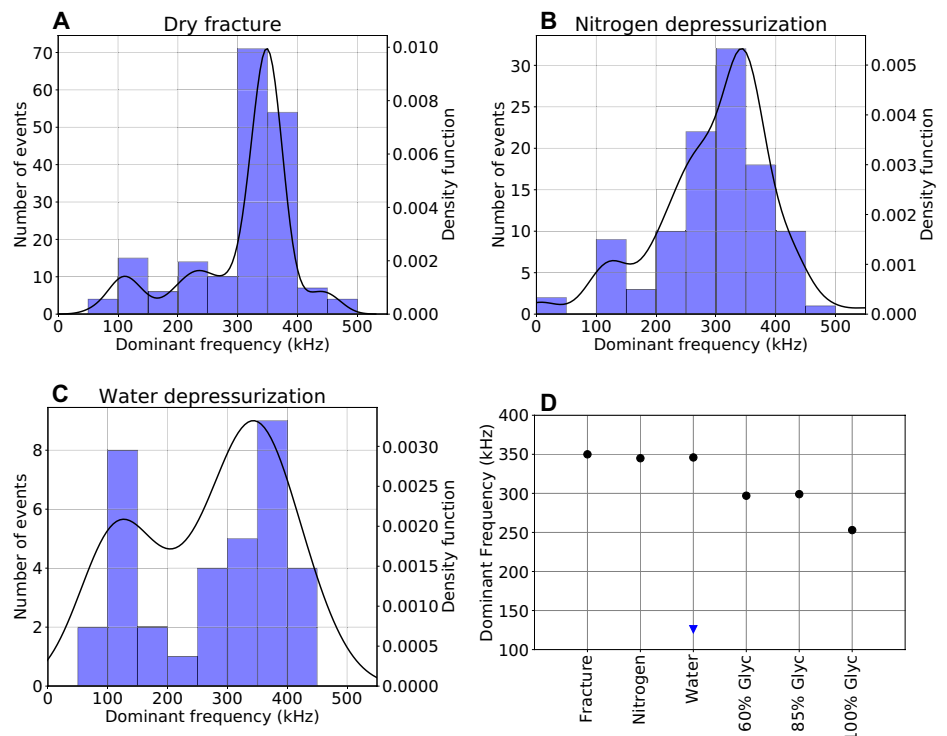 A
Dry fracture
Number of events
70
60
50
40
30
20
10
0
0 100 200 300 400 500
Dominant frequency (kHz)
0.010
0.008
0.006
0.004
0.002
0.000
Density function
B
Nitrogen depressurization
Number of events
30
25
20
15
10
5
0
0 100 200 300 400 500
Dominant frequency (kHz)
0.005
0.004
0.003
0.002
0.001
0.000
Density function
C
Water depressurization
Number of events
8
6
4
2
0
0 100 200 300 400 500
Dominant frequency (kHz)
0.0030
0.0025
0.0020
0.0015
0.0010
0.0005
0.0000
Density function
D
Dominant Frequency (kHz)
400
350
300
250
200
150
100
Fracture
Nitrogen
Water
60% Glyc
85% Glyc
100% Glyc